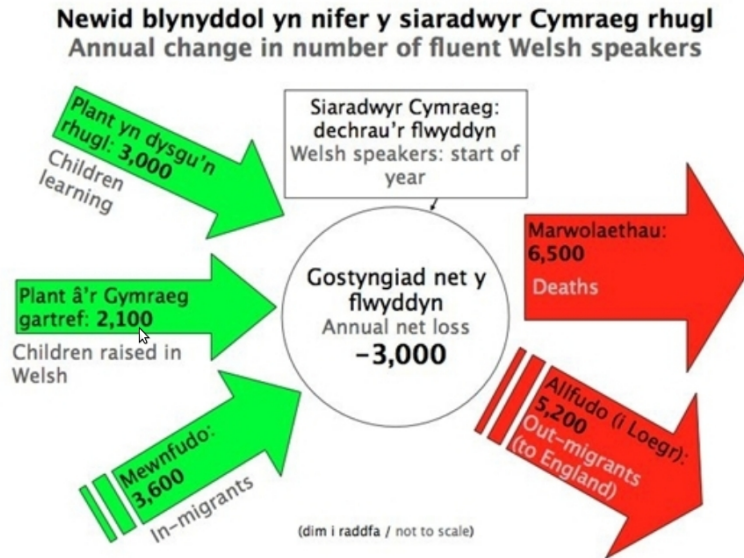 Newid blynyddol yn nifer y siaradwyr Cymraeg rhugl
Annual change in number of fluent Welsh speakers
Plant yn dysgu'n
rhugl: 3,000
Children
learning
Siaradwyr Cymraeg:
dechrau'r flwyddyn
Welsh speakers: start of
year
Plant â'r Gymraeg
gartref: 2,100
Children raised in
Welsh
Mewnfudo:
3,600
In-migrants
Gostyngiad net y
flwyddyn
Annual net loss
-3,000
Marwolaethau:
6,500
Deaths
Allfudo (i Loegr):
5,200
Out-migrants
(to England)
(dim i raddfa / not to scale)